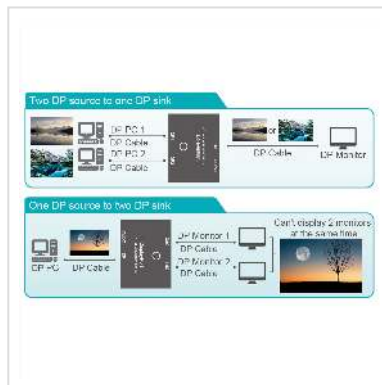 Two DP source to one DP sink
DP PC 1
DP Cable
DP PC 2
DP Cable
or
DP Cable
DP Monitor
One DP source to two DP sink
DP PC
DP Cable
DP Monitor 1
DP Cable
DP Monitor 2
DP Cable
Can't display 2 monitors
at the same time